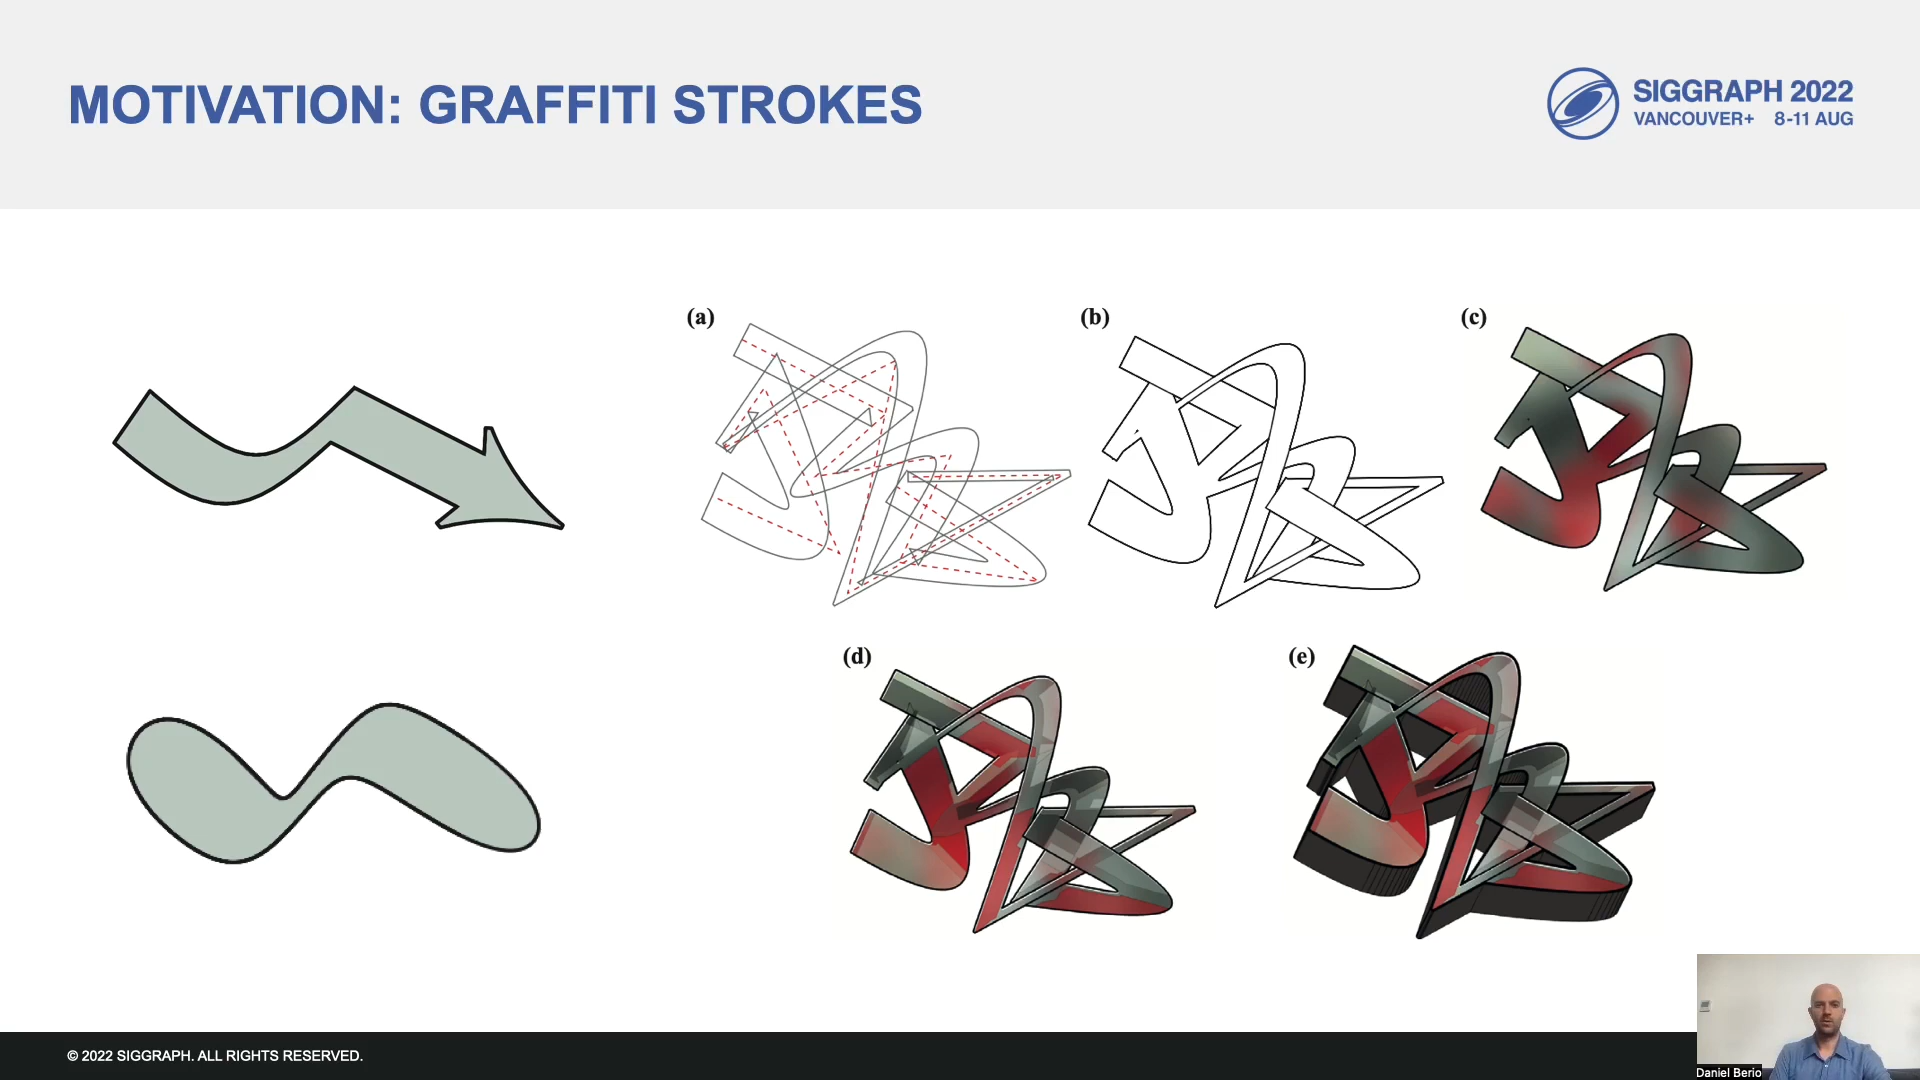 MOTIVATION: GRAFFITI STROKES
SIGGRAPH 2022
VANCOUVER+ 8-11 AUG
(a)
(b)
(c)
(d)
(e)
Daniel Berio
© 2022 SIGGRAPH. ALL RIGHTS RESERVED.